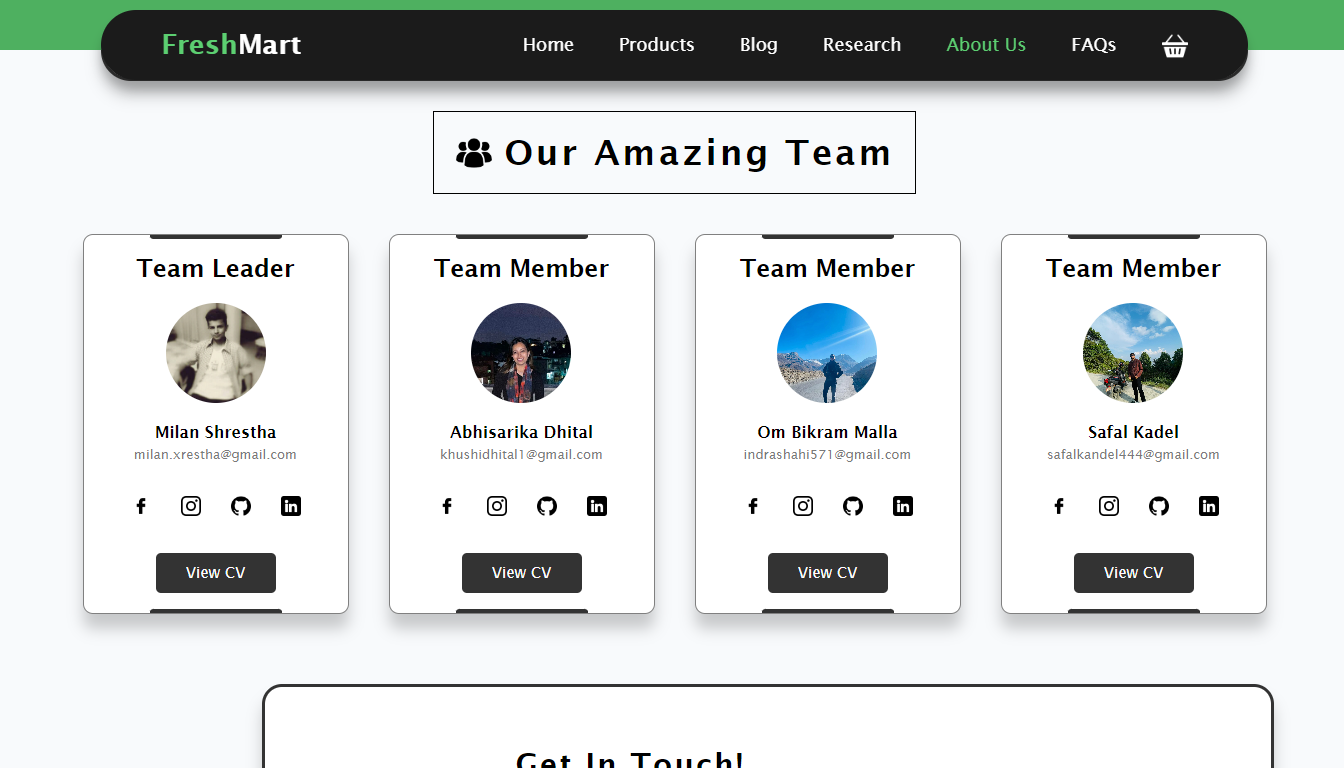 FreshMart Home Products Blog Research About Us FAQs
Our Amazing Team
Team Leader
Milan Shrestha
milan.xrestha@gmail.com
View CV
Team Member
Abhisarika Dhital
khushidhital1@gmail.com
View CV
Team Member
Om Bikram Malla
indrashahi571@gmail.com
View CV
Team Member
Safal Kadel
safalkandel444@gmail.com
View CV
Get In Touch!